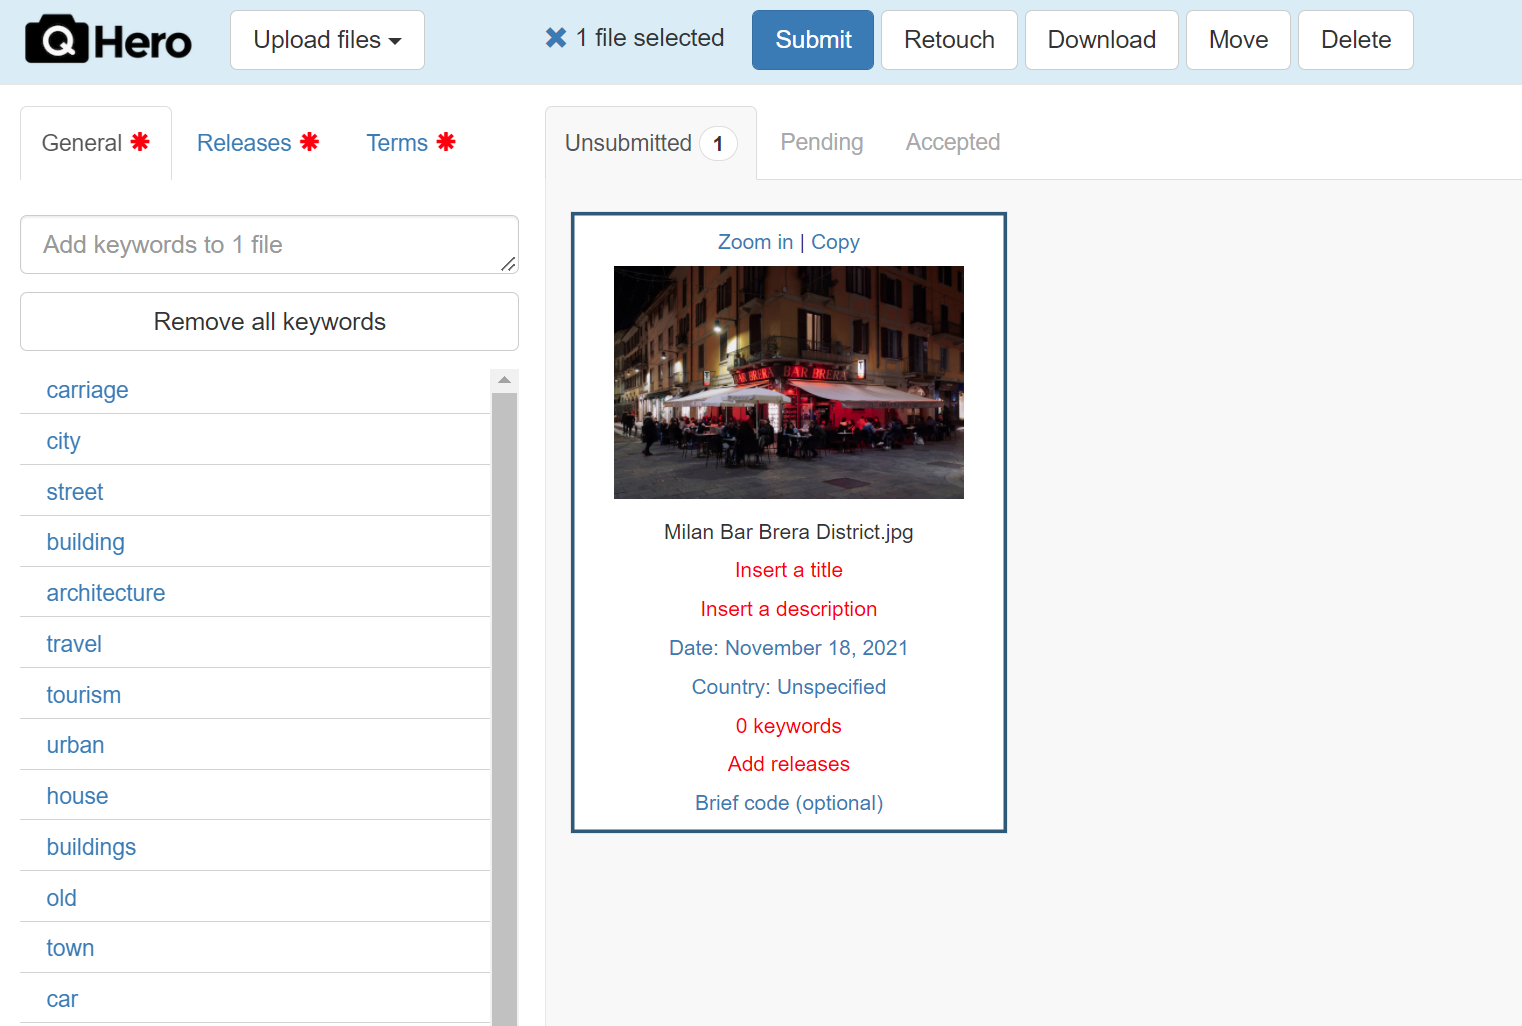 Q Hero
Upload files
1 file selected
Submit
Retouch
Download
Move
Delete
General *
Releases *
Terms *
Unsubmitted 1
Pending
Accepted
Add keywords to 1 file
Remove all keywords
carriage
city
street
building
architecture
travel
tourism
urban
house
buildings
old
town
car
Zoom in | Copy
BAR BRERA
BAR BRERA
Milan Bar Brera District.jpg
Insert a title
Insert a description
Date: November 18, 2021
Country: Unspecified
0 keywords
Add releases
Brief code (optional)